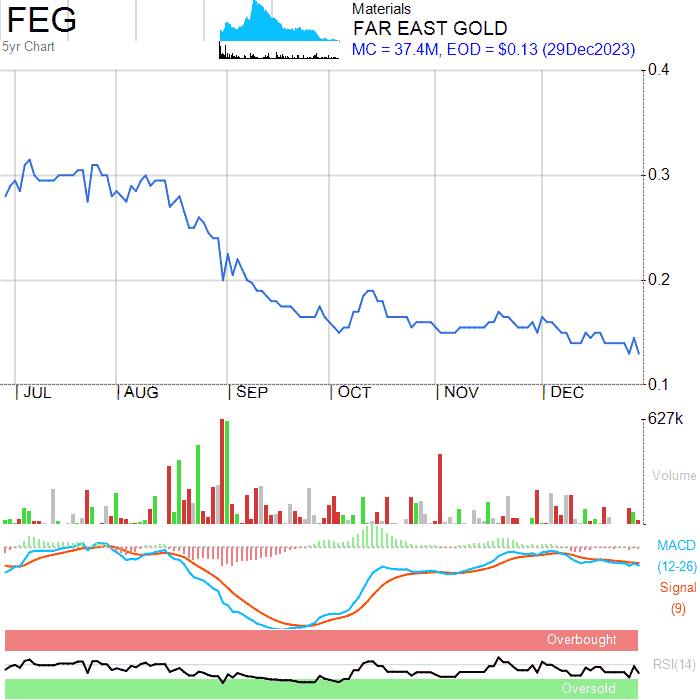 FEG
5yr Chart
Materials
FAR EAST GOLD
MC = 37.4M, EOD = $0.13 (29Dec2023)
0.4
0.3
0.2
0.1
JUL AUG SEP OCT NOV DEC
627k
Volume
MACD
(12-26)
Signal
(9)
Overbought
RSI(14)
Oversold